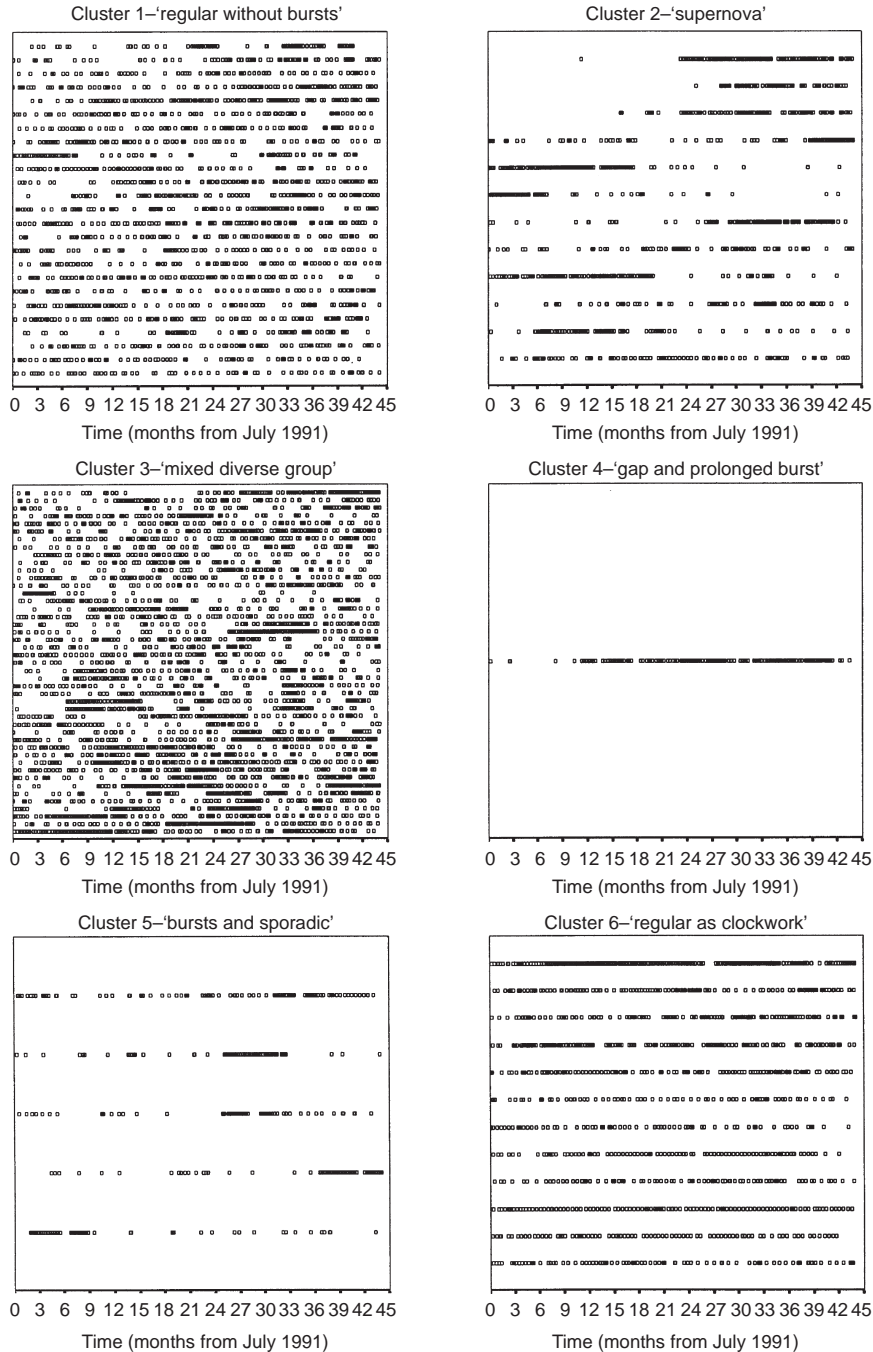 Cluster 1–‘regular without bursts’
0 3 6 9 12 15 18 21 24 27 30 33 36 39 42 45
Time (months from July 1991)
Cluster 2–‘supernova’
0 3 6 9 12 15 18 21 24 27 30 33 36 39 42 45
Time (months from July 1991)
Cluster 3–‘mixed diverse group’
0 3 6 9 12 15 18 21 24 27 30 33 36 39 42 45
Time (months from July 1991)
Cluster 4–‘gap and prolonged burst’
0 3 6 9 12 15 18 21 24 27 30 33 36 39 42 45
Time (months from July 1991)
Cluster 5–‘bursts and sporadic’
0 3 6 9 12 15 18 21 24 27 30 33 36 39 42 45
Time (months from July 1991)
Cluster 6–‘regular as clockwork’
0 3 6 9 12 15 18 21 24 27 30 33 36 39 42 45
Time (months from July 1991)